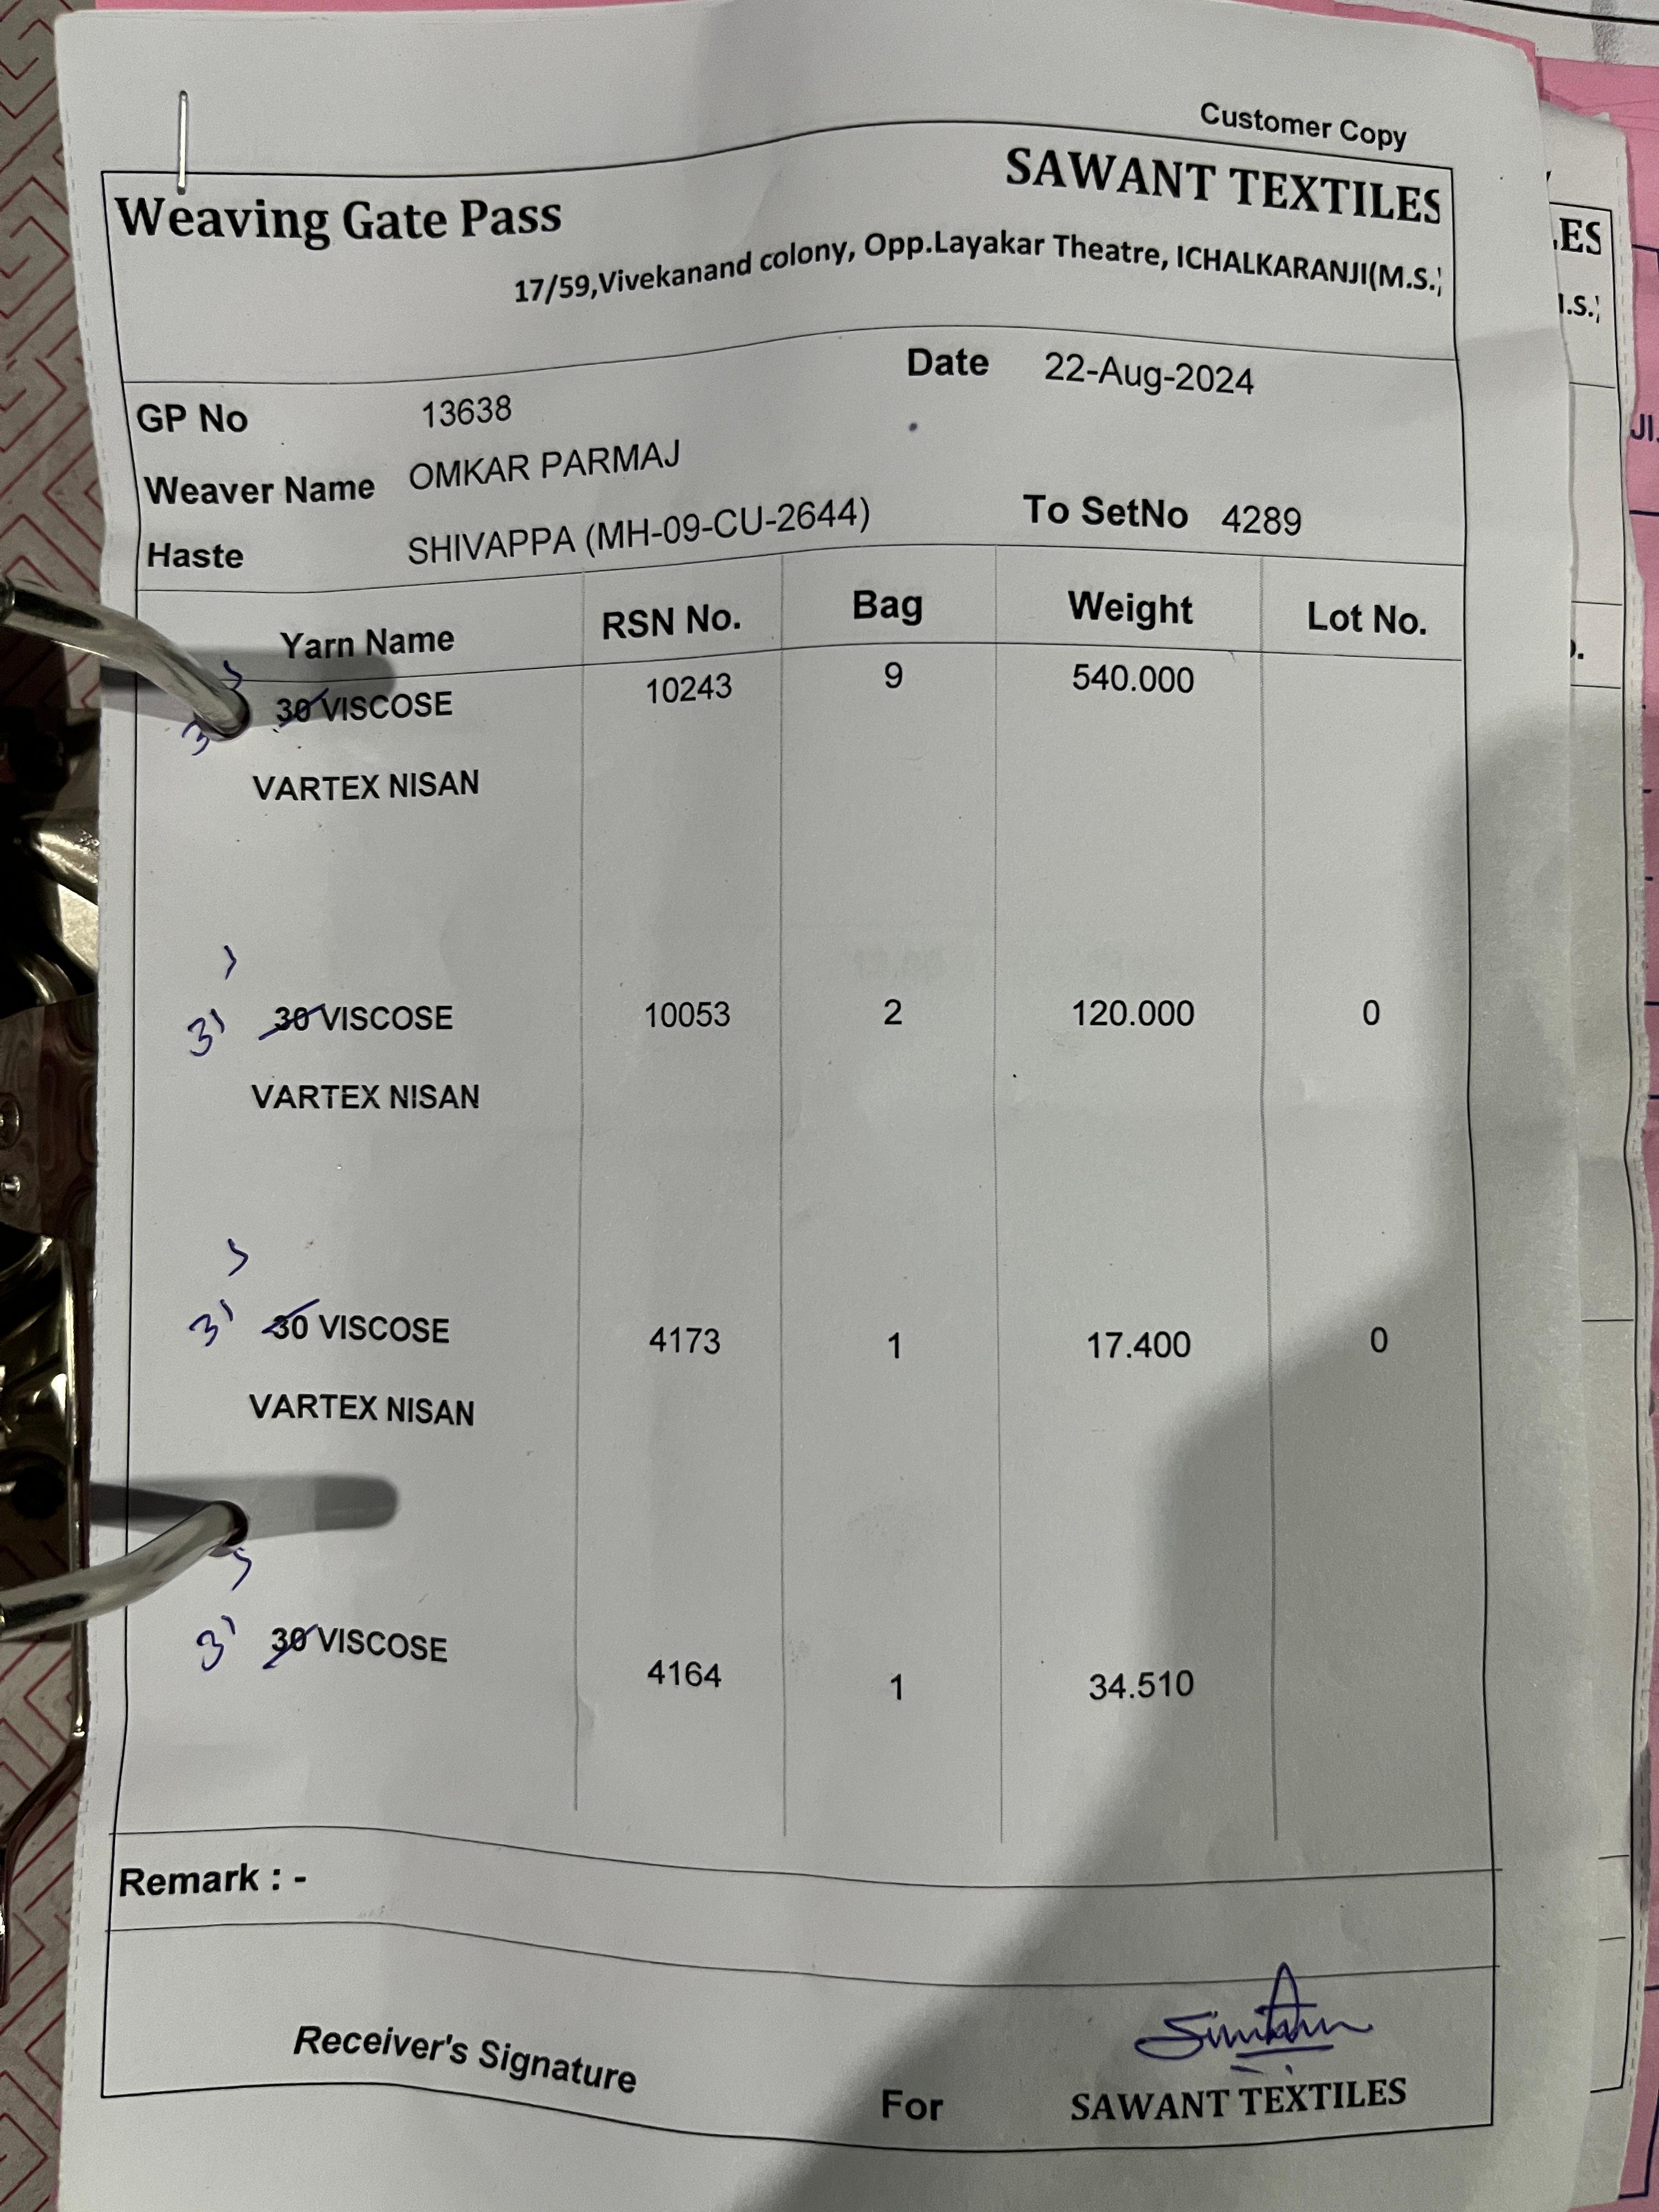 Customer Copy
Weaving Gate Pass SAWANT TEXTILES
17/59,Vivekanand colony, Opp.Layakar Theatre, ICHALKARANJI(M.S.)
GP No 13638 Date 22-Aug-2024
Weaver Name OMKAR PARMAJ
Haste SHIVAPPA (MH-09-CU-2644) To SetNo 4289
Yarn Name RSN No. Bag Weight Lot No.
3 30 VISCOSE 10243 9 540.000
VARTEX NISAN
31 30 VISCOSE 10053 2 120.000 0
VARTEX NISAN
31 30 VISCOSE 4173 1 17.400 0
VARTEX NISAN
31 30 VISCOSE 4164 1 34.510
Remark : -
Receiver's Signature
For SAWANT TEXTILES
ES
.S.)
JI.